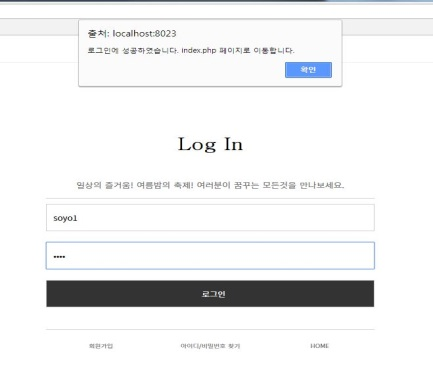 출처: localhost:8023
로그인에 성공하였습니다. index.php 페이지로 이동합니다.
확인
Log In
일상의 즐거움! 여름밤의 축제! 여러분이 꿈꾸는 모든것을 만나보세요.
soyo1
••••
로그인
회원가입 아이디/비밀번호 찾기 HOME